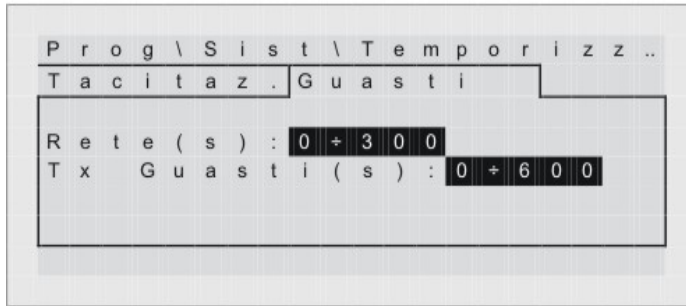 Prog\Sist\Temporizz..
Tacitaz. Guasti
Rete(s):0÷300
Tx Guasti(s):0÷600